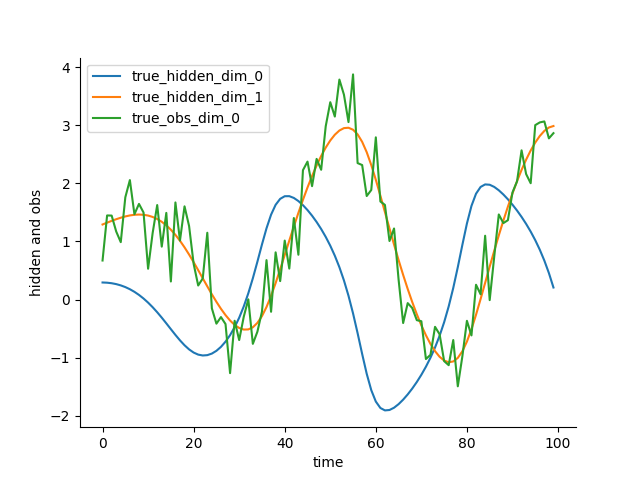 true_hidden_dim_0
true_hidden_dim_1
true_obs_dim_0
hidden and obs
4
3
2
1
0
−1
−2
0 20 40 60 80 100
time